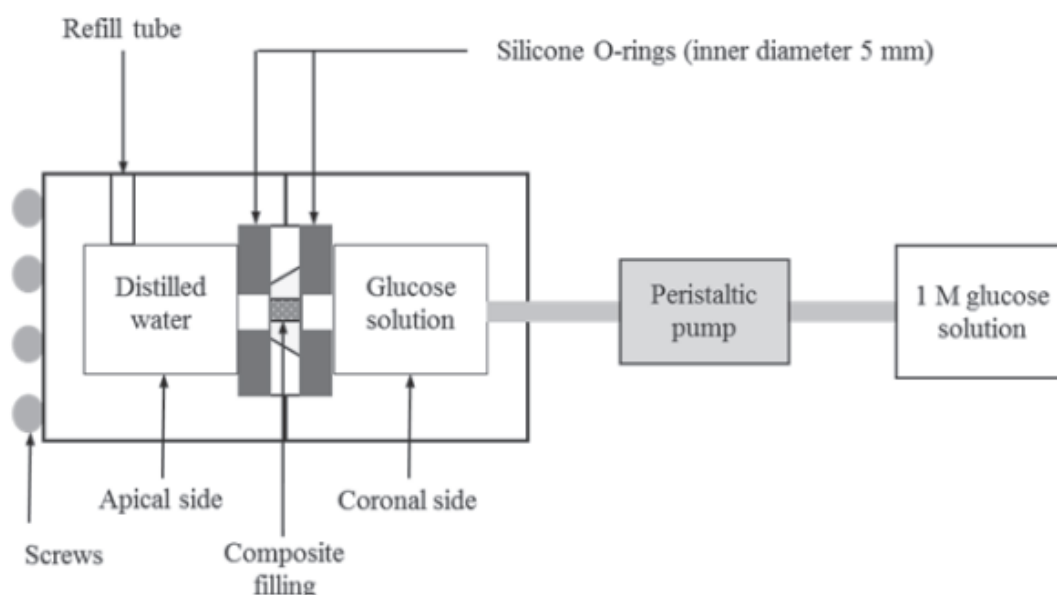 Refill tube
Silicone O-rings (inner diameter 5 mm)
Distilled
water
Glucose
solution
Peristaltic
pump
1 M glucose
solution
Apical side
Coronal side
Screws
Composite
filling